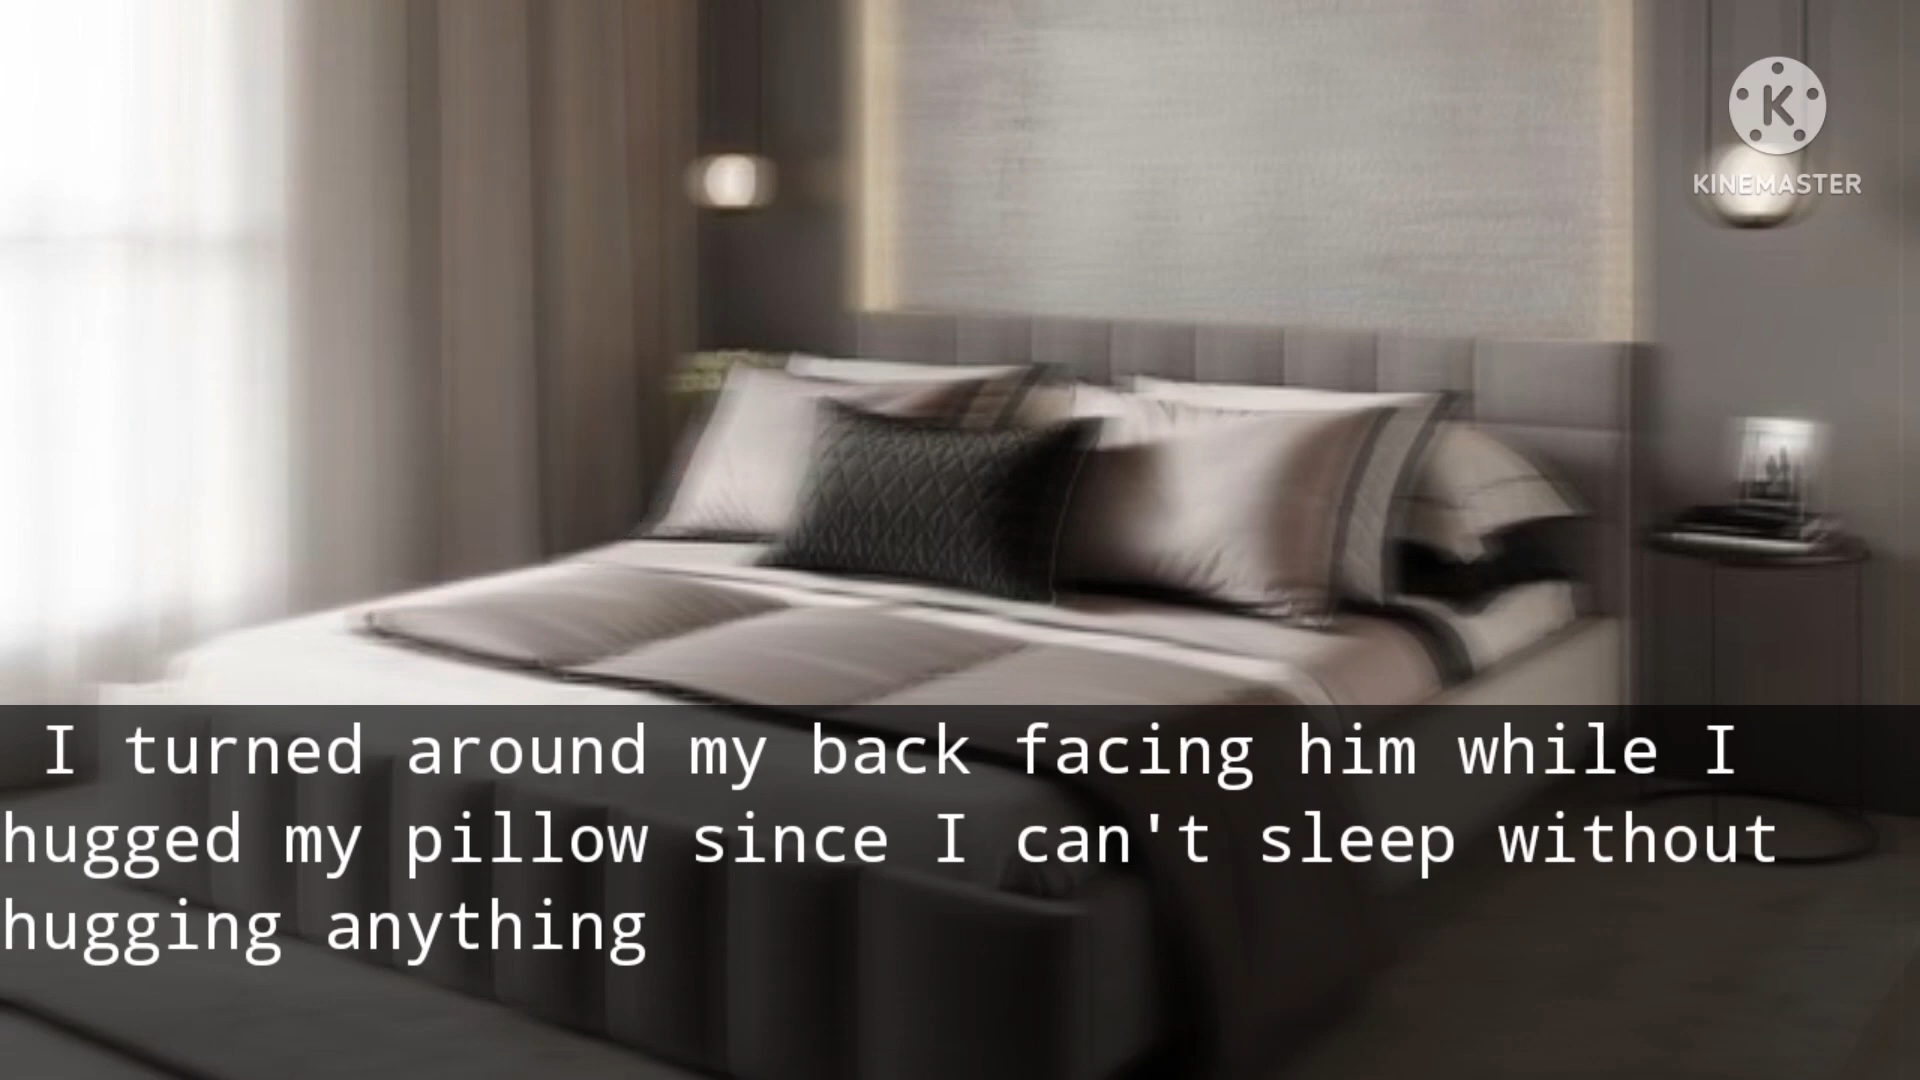 KINEMASTER
I turned around my back facing him while I
hugged my pillow since I can't sleep without
hugging anything